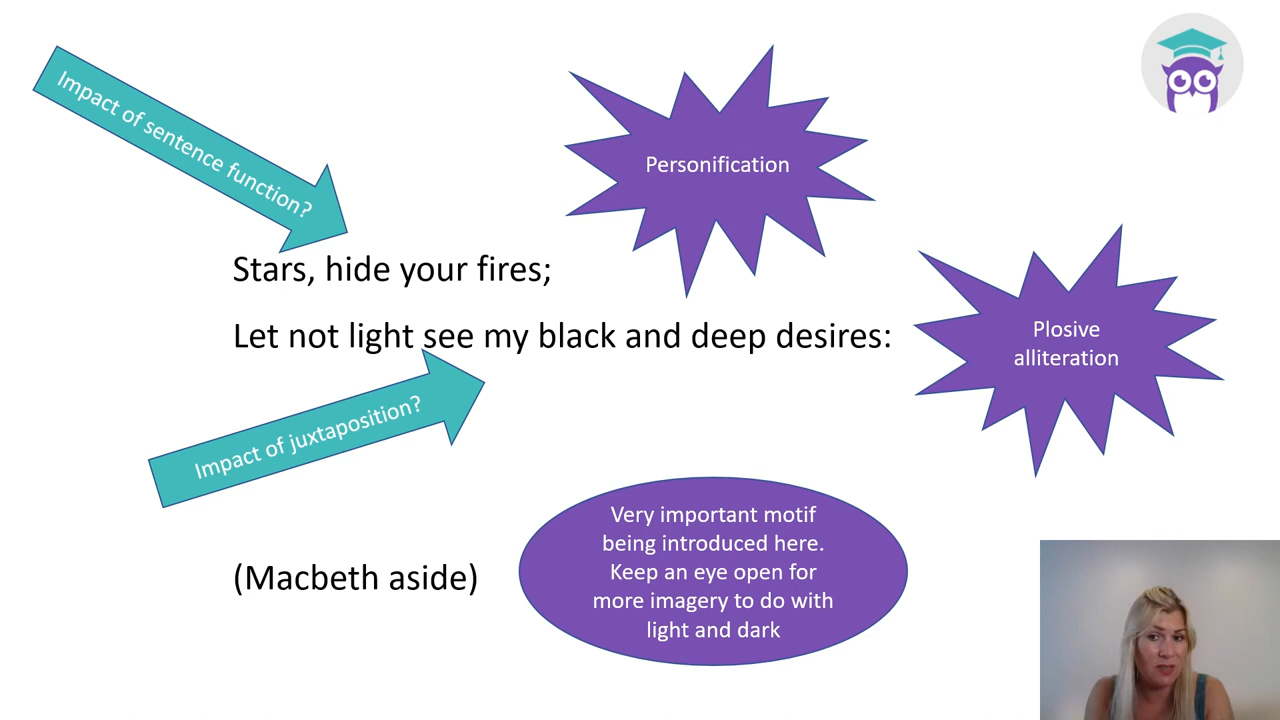 Impact of sentence function?
Personification
Stars, hide your fires;
Let not light see my black and deep desires:
Plosive
alliteration
Impact of juxtaposition?
(Macbeth aside)
Very important motif
being introduced here.
Keep an eye open for
more imagery to do with
light and dark